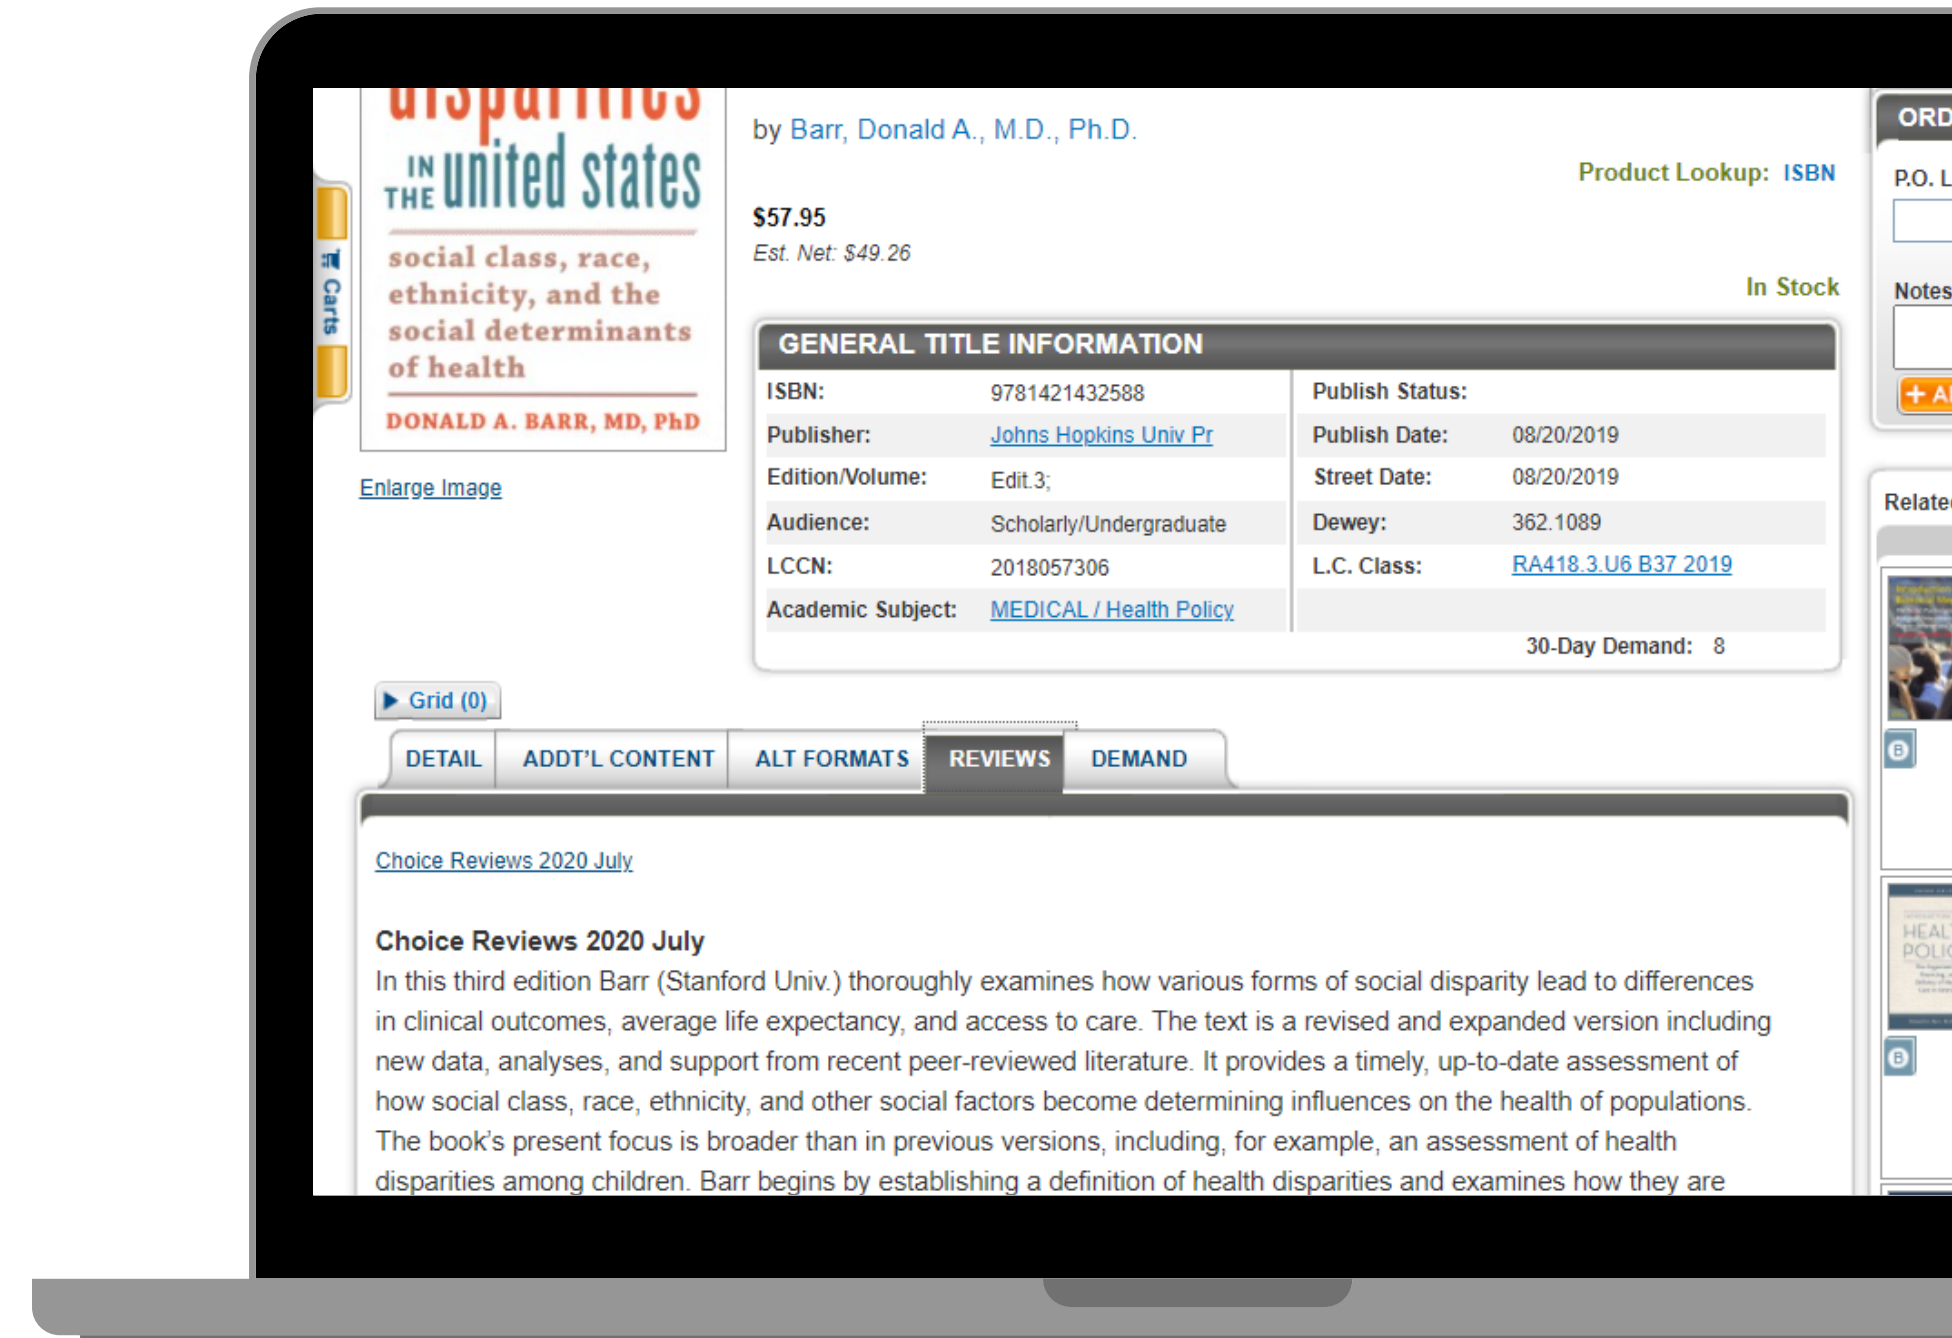 disparities
IN THE united states
social class, race,
ethnicity, and the
social determinants
of health
DONALD A. BARR, MD, PhD
Enlarge Image
Carts
by Barr, Donald A., M.D., Ph.D.
Product Lookup: ISBN
$57.95
Est. Net: $49.26
In Stock
GENERAL TITLE INFORMATION
ISBN: 9781421432588 Publish Status:
Publisher: Johns Hopkins Univ Pr Publish Date: 08/20/2019
Edition/Volume: Edit.3; Street Date: 08/20/2019
Audience: Scholarly/Undergraduate Dewey: 362.1089
LCCN: 2018057306 L.C. Class: RA418.3.U6 B37 2019
Academic Subject: MEDICAL / Health Policy
30-Day Demand: 8
Grid (0)
DETAIL ADDT'L CONTENT ALT FORMATS REVIEWS DEMAND
Choice Reviews 2020 July
Choice Reviews 2020 July
In this third edition Barr (Stanford Univ.) thoroughly examines how various forms of social disparity lead to differences
in clinical outcomes, average life expectancy, and access to care. The text is a revised and expanded version including
new data, analyses, and support from recent peer-reviewed literature. It provides a timely, up-to-date assessment of
how social class, race, ethnicity, and other social factors become determining influences on the health of populations.
The book's present focus is broader than in previous versions, including, for example, an assessment of health
disparities among children. Barr begins by establishing a definition of health disparities and examines how they are
ORD
P.O. L
Notes
+ A
Relate
B
HEAL
POLIC
B